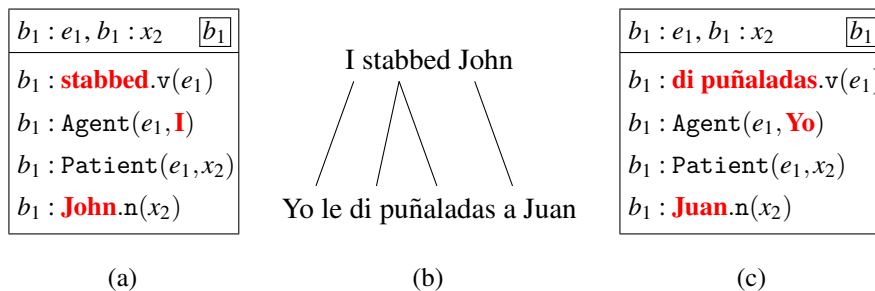 b₁ : e₁, b₁ : x₂ b₁
b₁ : stabbed.v(e₁)
b₁ : Agent(e₁, I)
b₁ : Patient(e₁, x₂)
b₁ : John.n(x₂)
(a)
I stabbed John
Yo le di puñaladas a Juan
(b)
b₁ : e₁, b₁ : x₂ b₁
b₁ : di puñaladas.v(e₁)
b₁ : Agent(e₁, Yo)
b₁ : Patient(e₁, x₂)
b₁ : Juan.n(x₂)
(c)